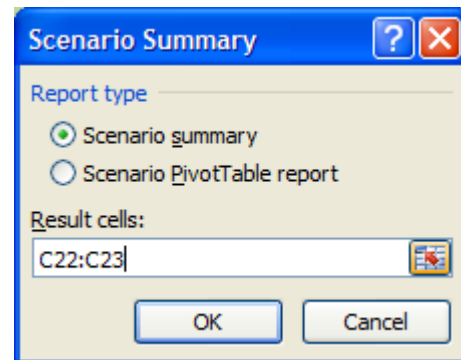 Scenario Summary
Report type
Scenario summary
Scenario PivotTable report
Result cells:
C22:C23
OK Cancel